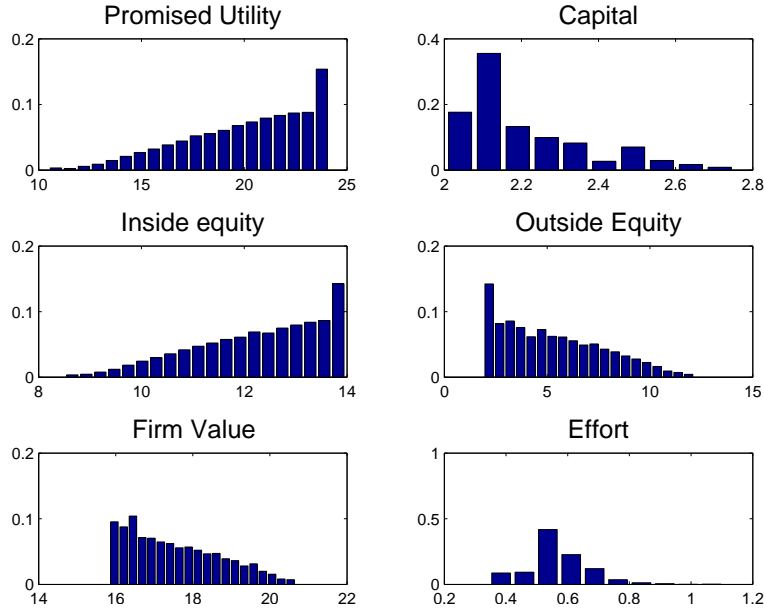 Promised Utility
0.2
0.1
0
10 15 20 25
Capital
0.4
0.2
0
2 2.2 2.4 2.6 2.8
Inside equity
0.2
0.1
0
8 10 12 14
Outside Equity
0.2
0.1
0
0 5 10 15
Firm Value
0.2
0.1
0
14 16 18 20 22
Effort
1
0.5
0
0.2 0.4 0.6 0.8 1 1.2